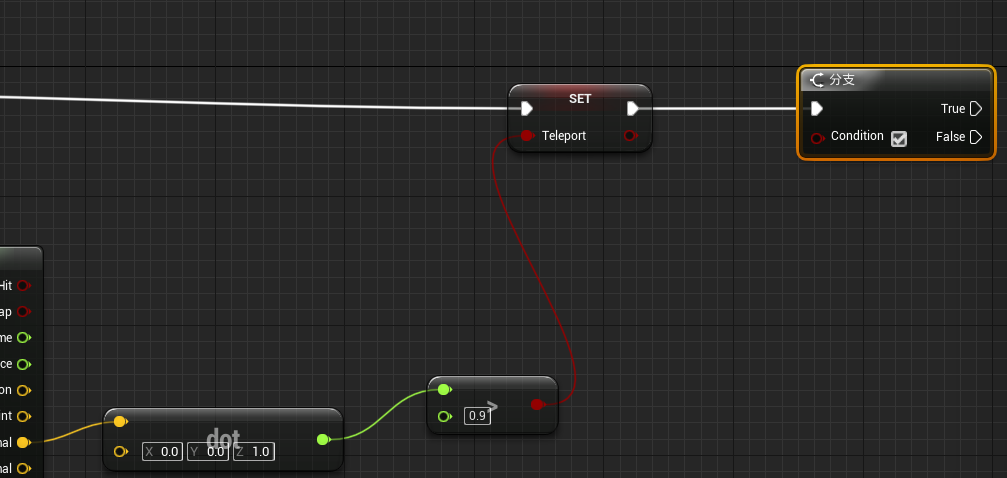 SET
Teleport
分支
True
Condition
False
Hit
ap
me
ce
on
nt
nal
nal
dot
X 0.0 Y 0.0 Z 1.0
>
0.9